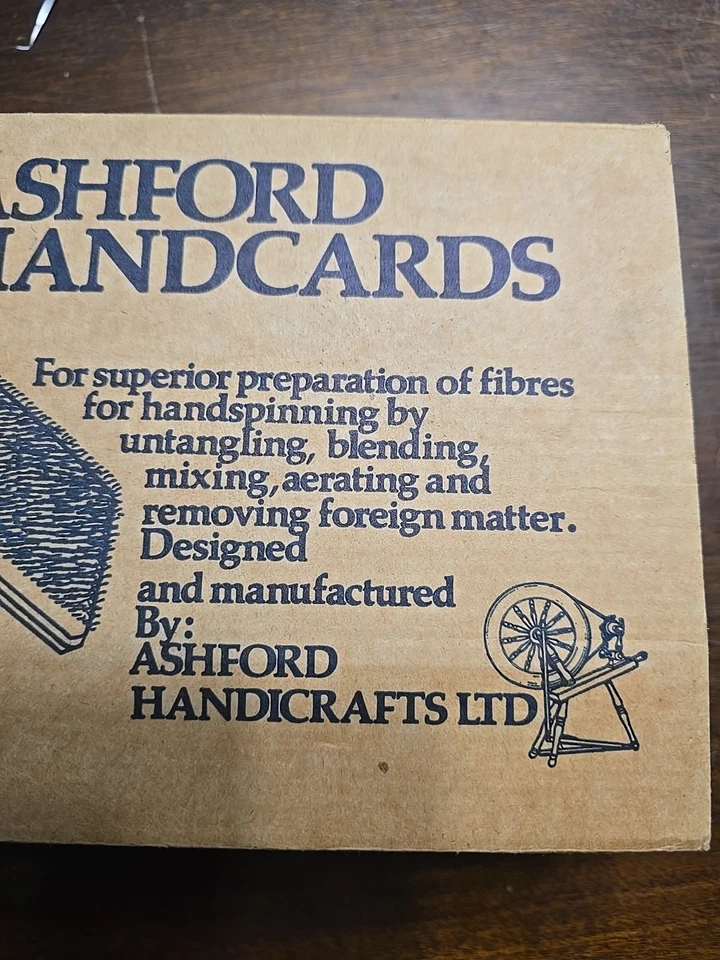 ASHFORD
HANDCARDS
For superior preparation of fibres
for handspinning by
untangling, blending,
mixing, aerating and
removing foreign matter.
Designed
and manufactured
By:
ASHFORD
HANDICRAFTS LTD